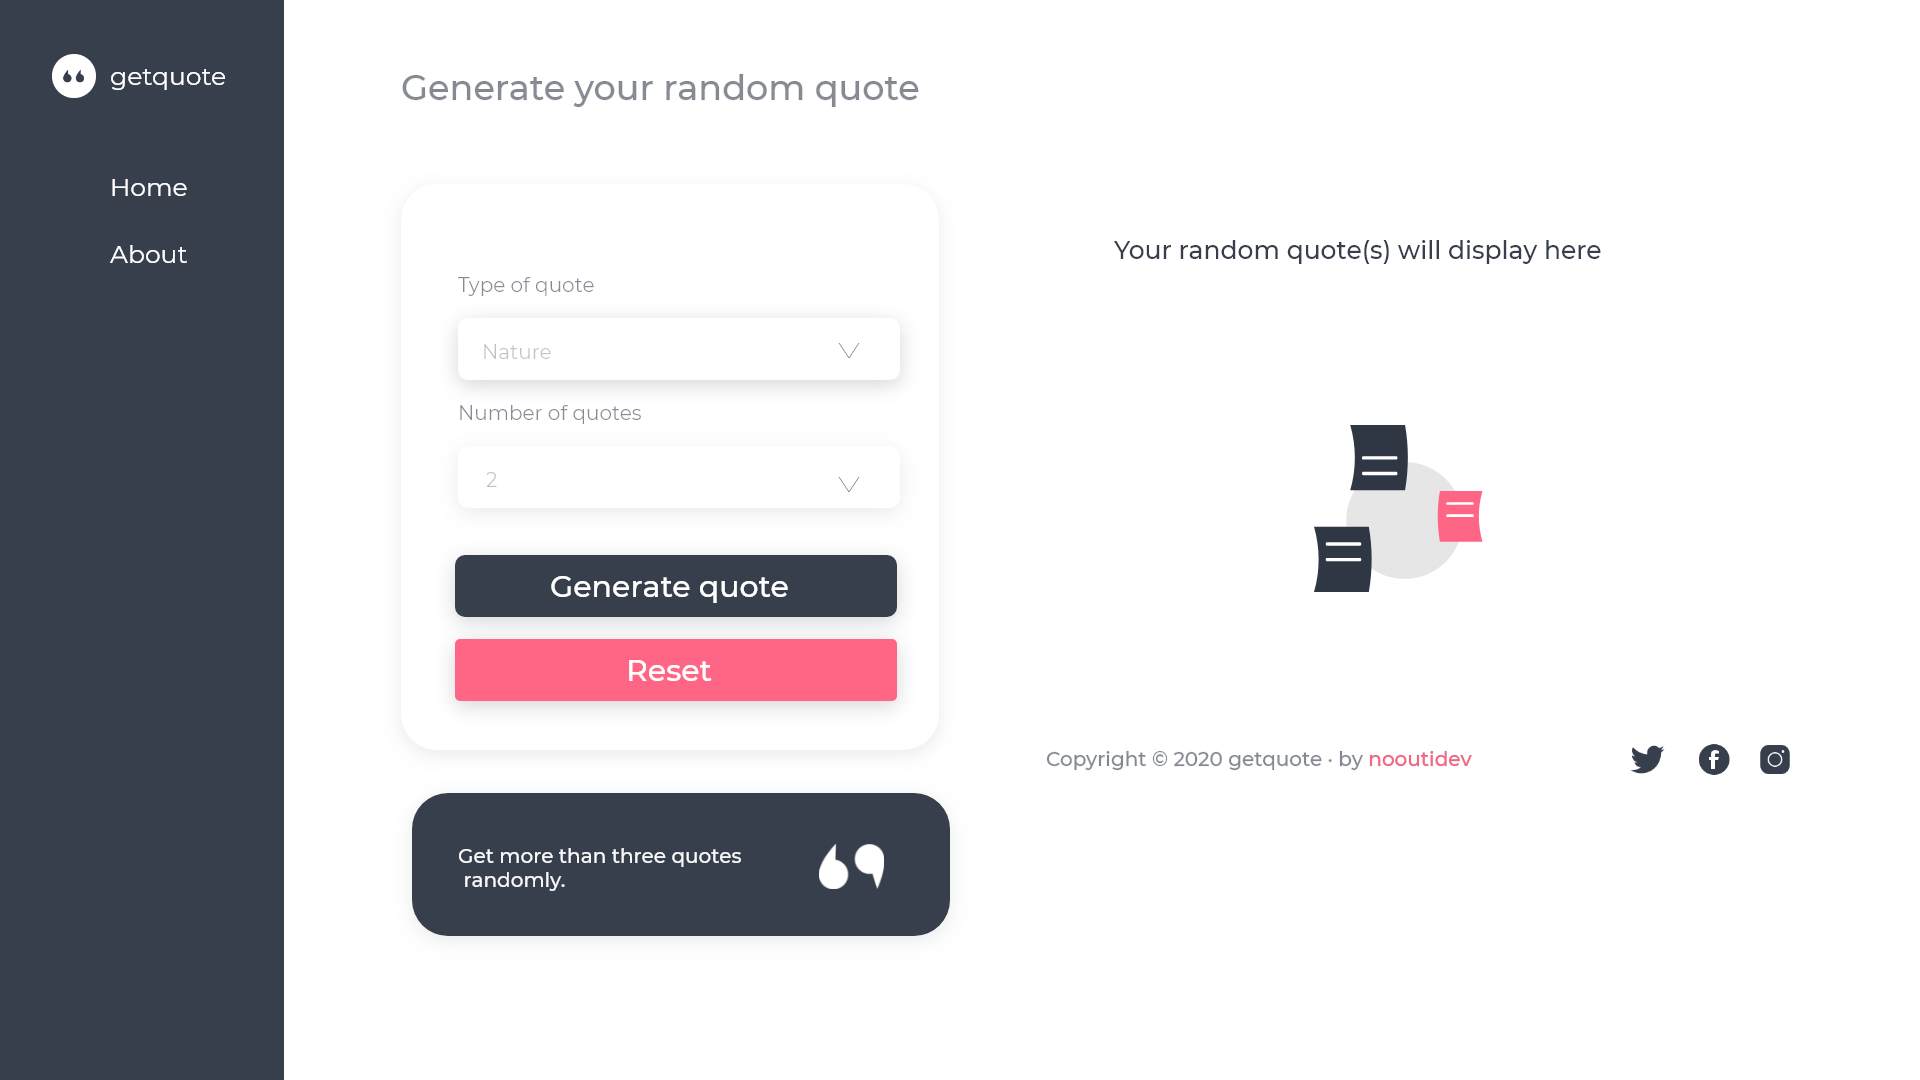 getquote
Home
About
Generate your random quote
Type of quote
Nature
Number of quotes
2
Generate quote
Reset
Get more than three quotes
randomly.
Your random quote(s) will display here
Copyright © 2020 getquote · by nooutidev